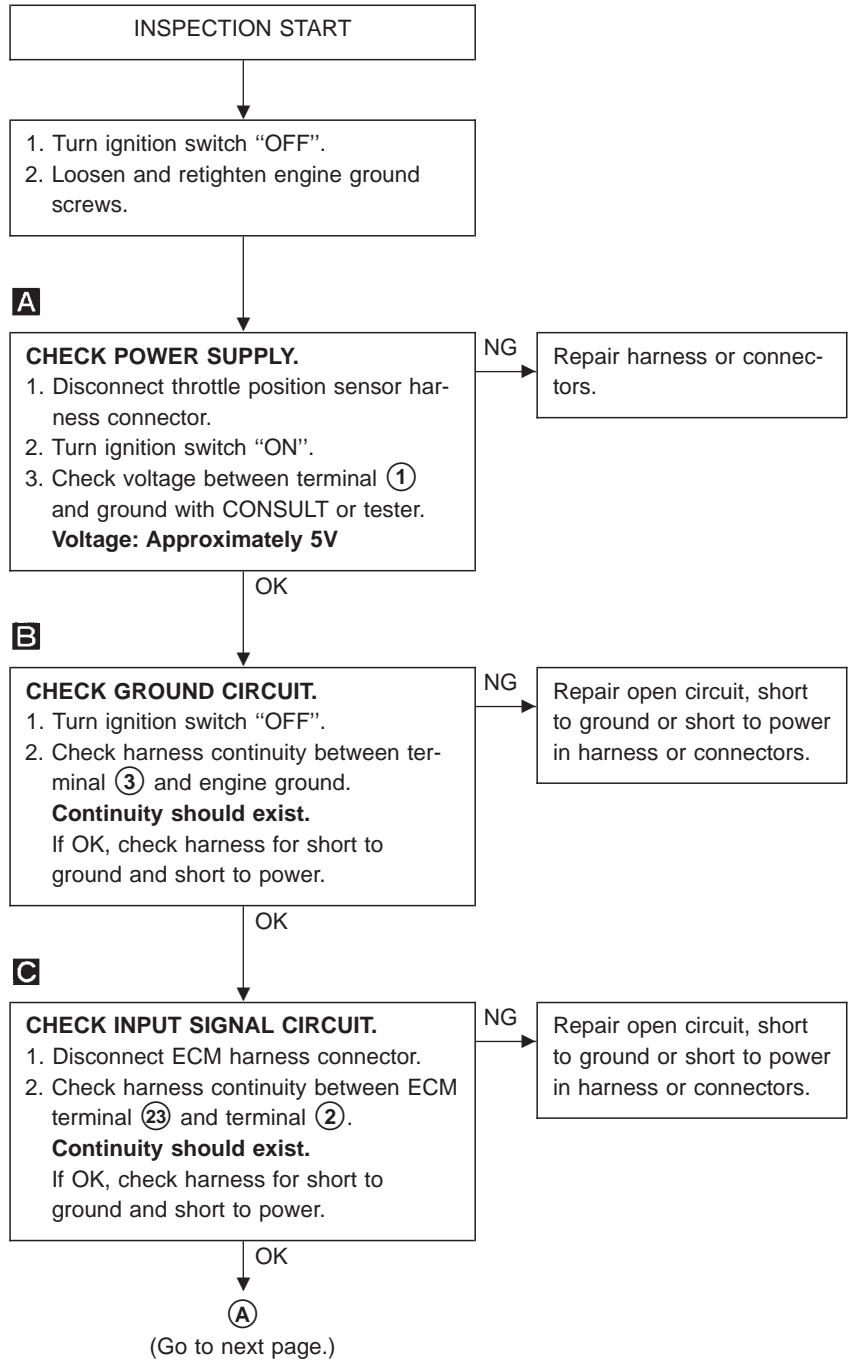 INSPECTION START
1. Turn ignition switch ‘‘OFF’’.
2. Loosen and retighten engine ground
screws.
A
CHECK POWER SUPPLY.
1. Disconnect throttle position sensor har-
ness connector.
2. Turn ignition switch ‘‘ON’’.
3. Check voltage between terminal ①
and ground with CONSULT or tester.
Voltage: Approximately 5V
NG
Repair harness or connec-
tors.
OK
B
CHECK GROUND CIRCUIT.
1. Turn ignition switch ‘‘OFF’’.
2. Check harness continuity between ter-
minal ③ and engine ground.
Continuity should exist.
If OK, check harness for short to
ground and short to power.
NG
Repair open circuit, short
to ground or short to power
in harness or connectors.
OK
C
CHECK INPUT SIGNAL CIRCUIT.
1. Disconnect ECM harness connector.
2. Check harness continuity between ECM
terminal ㉓ and terminal ②.
Continuity should exist.
If OK, check harness for short to
ground and short to power.
NG
Repair open circuit, short
to ground or short to power
in harness or connectors.
OK
Ⓐ
(Go to next page.)